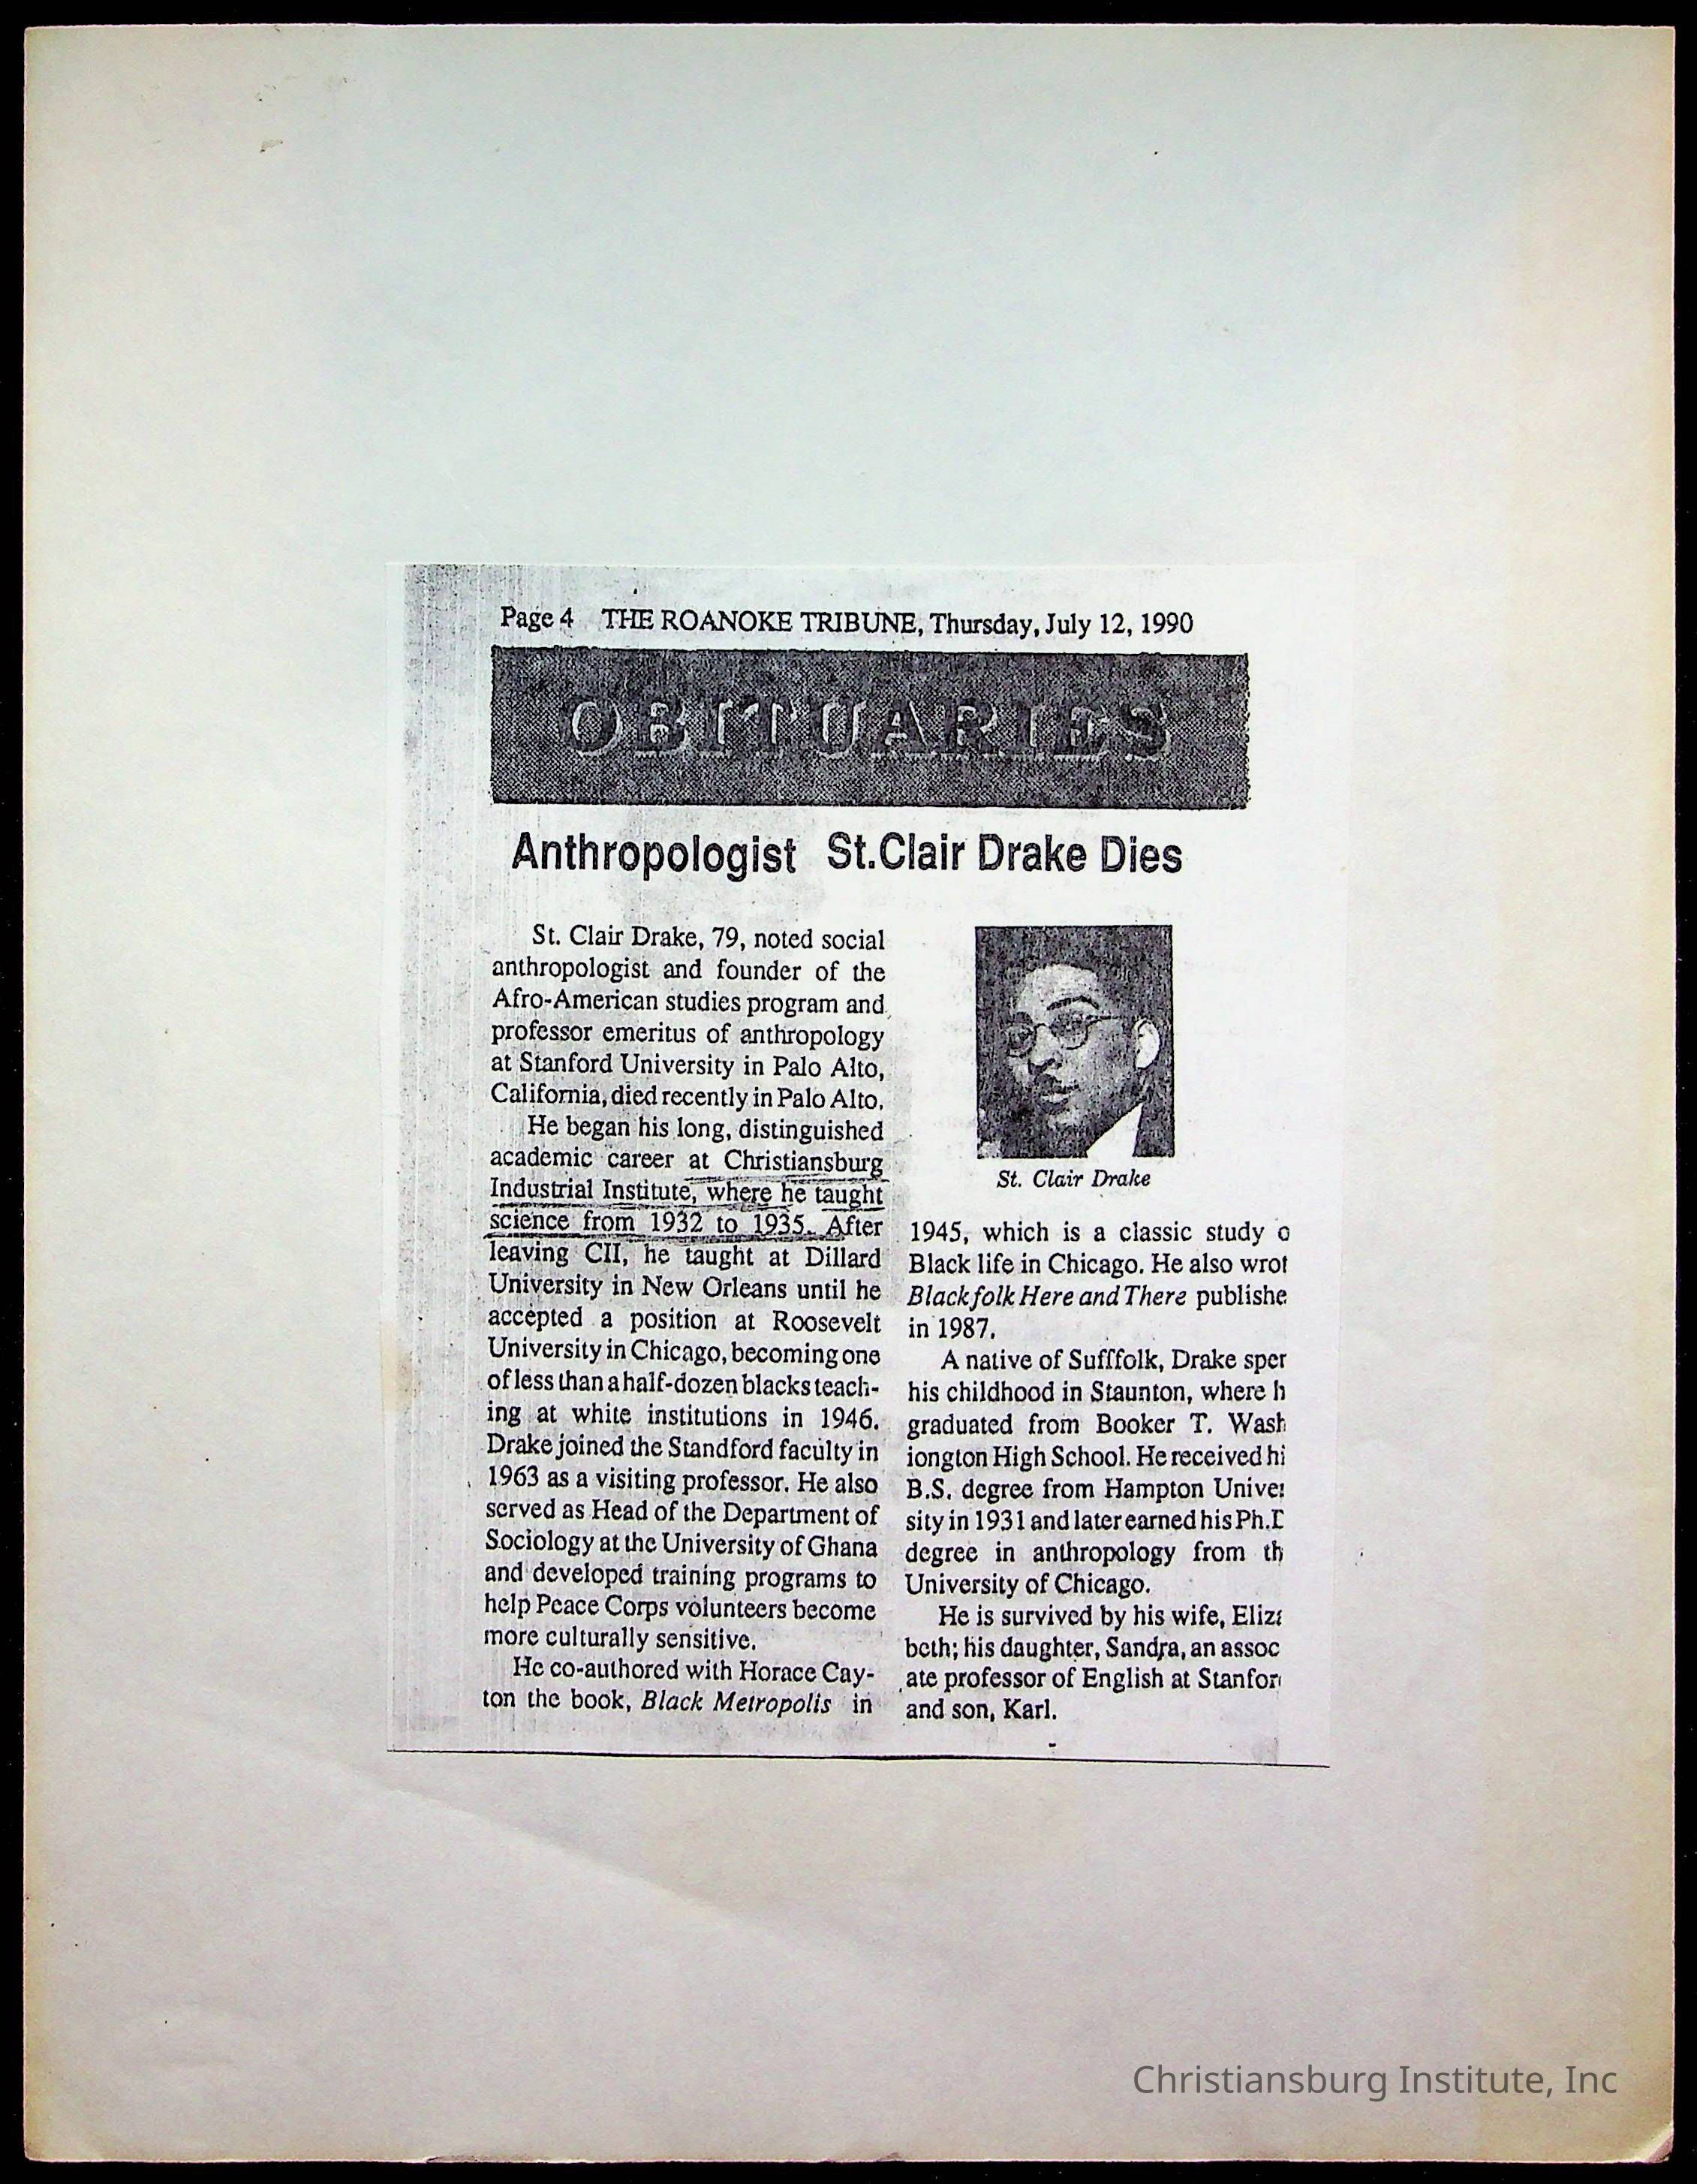 Page 4 THE ROANOKE TRIBUNE, Thursday, July 12, 1990
OBITUARIES
Anthropologist St.Clair Drake Dies
St. Clair Drake, 79, noted social
anthropologist and founder of the
Afro-American studies program and
professor emeritus of anthropology
at Stanford University in Palo Alto,
California, died recently in Palo Alto.
He began his long, distinguished
academic career at Christiansburg
Industrial Institute, where he taught
science from 1932 to 1935. After
leaving CII, he taught at Dillard
University in New Orleans until he
accepted a position at Roosevelt
University in Chicago, becoming one
of less than a half-dozen blacks teach-
ing at white institutions in 1946.
Drake joined the Standford faculty in
1963 as a visiting professor. He also
served as Head of the Department of
Sociology at the University of Ghana
and developed training programs to
help Peace Corps volunteers become
more culturally sensitive.
He co-authored with Horace Cay-
ton the book, Black Metropolis in
St. Clair Drake
1945, which is a classic study o
Black life in Chicago. He also wrot
Blackfolk Here and There publishe
in 1987.
A native of Sufffolk, Drake sper
his childhood in Staunton, where h
graduated from Booker T. Wash
iongton High School. He received hi
B.S. degree from Hampton Univer
sity in 1931 and later earned his Ph.D
degree in anthropology from th
University of Chicago.
He is survived by his wife, Eliza
beth; his daughter, Sandra, an assoc
ate professor of English at Stanfor
and son, Karl.
Christiansburg Institute, Inc